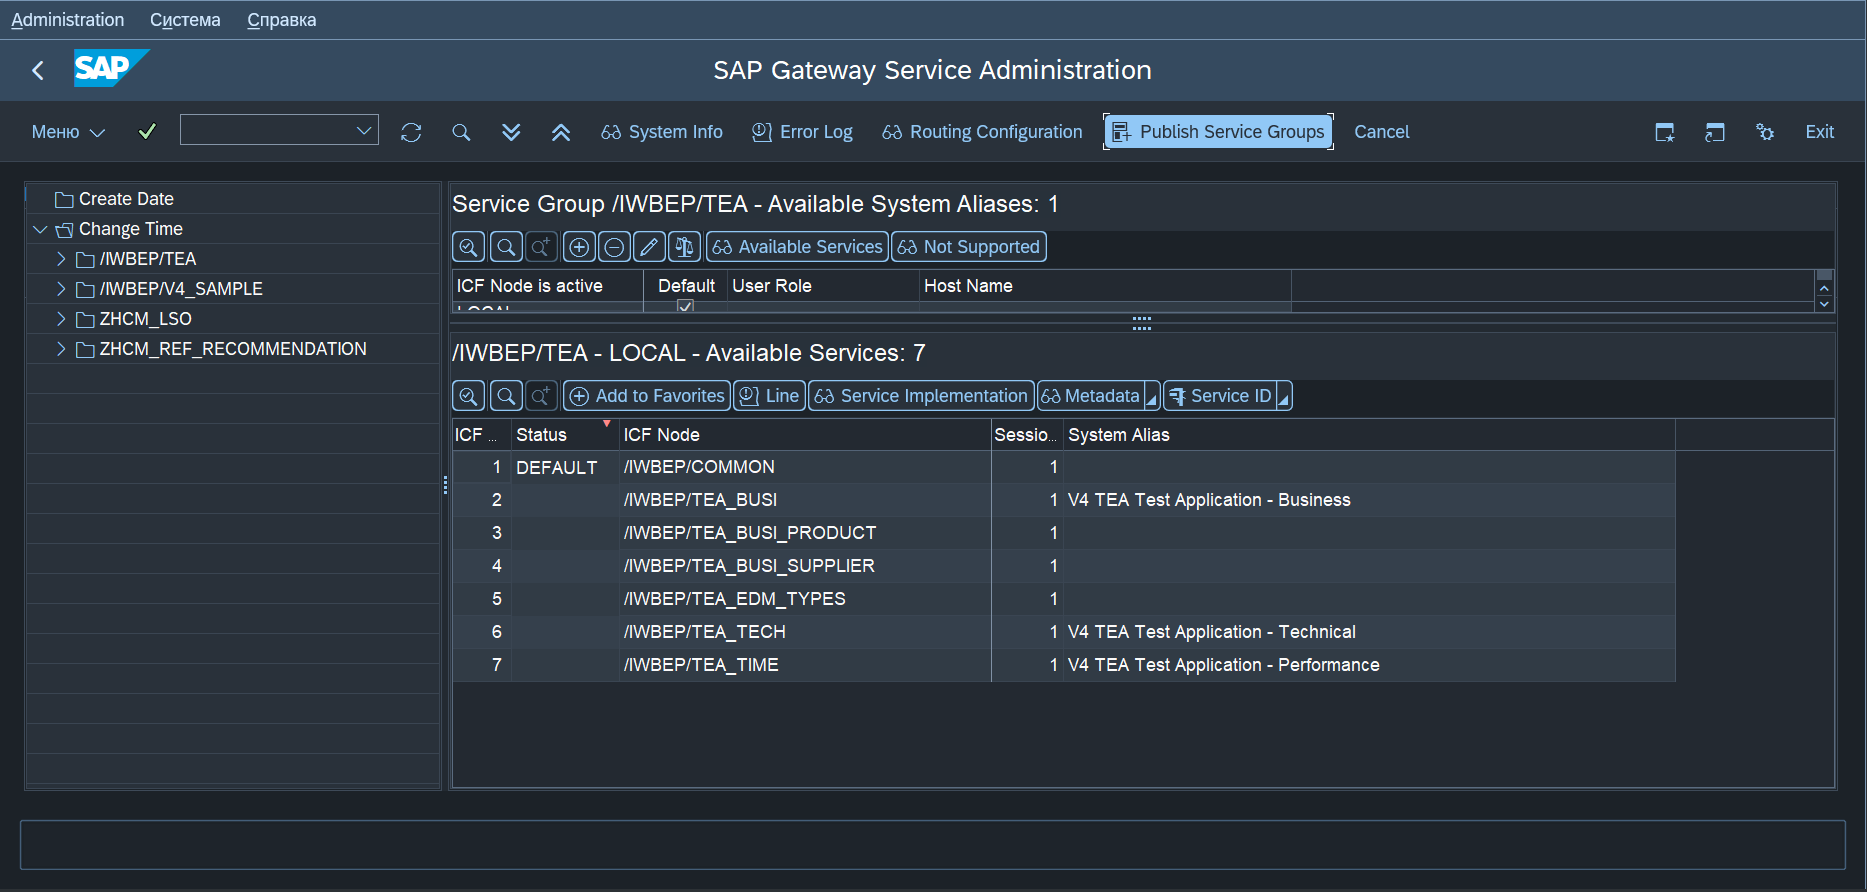 Administration Система Справка
SAP SAP Gateway Service Administration
Меню System Info Error Log Routing Configuration Publish Service Groups Cancel Exit
Create Date
Change Time
/IWBEP/TEA
/IWBEP/V4_SAMPLE
ZHCM_LSO
ZHCM_REF_RECOMMENDATION
Service Group /IWBEP/TEA - Available System Aliases: 1
Available Services Not Supported
ICF Node is active Default User Role Host Name
LOCAL
/IWBEP/TEA - LOCAL - Available Services: 7
Add to Favorites Line Service Implementation Metadata Service ID
ICF ... Status ICF Node Sessio... System Alias
1 DEFAULT /IWBEP/COMMON 1
2 /IWBEP/TEA_BUSI 1 V4 TEA Test Application - Business
3 /IWBEP/TEA_BUSI_PRODUCT 1
4 /IWBEP/TEA_BUSI_SUPPLIER 1
5 /IWBEP/TEA_EDM_TYPES 1
6 /IWBEP/TEA_TECH 1 V4 TEA Test Application - Technical
7 /IWBEP/TEA_TIME 1 V4 TEA Test Application - Performance